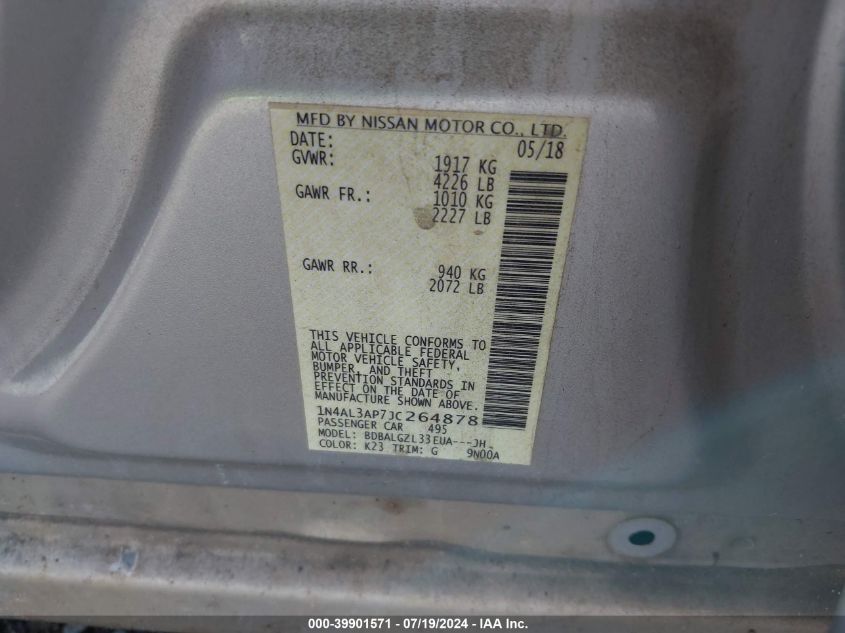 MFD BY NISSAN MOTOR CO., LTD.
DATE: 05/18
GVWR: 1917 KG
4226 LB
GAWR FR.: 1010 KG
2227 LB
GAWR RR.: 940 KG
2072 LB
THIS VEHICLE CONFORMS TO
ALL APPLICABLE FEDERAL
MOTOR VEHICLE SAFETY,
BUMPER, AND THEFT
PREVENTION STANDARDS IN
EFFECT ON THE DATE OF
MANUFACTURE SHOWN ABOVE.
1N4AL3AP7JC264878
PASSENGER CAR 495
MODEL: BDBALGZL33EUA---JH
COLOR: K23 TRIM: G 9N00A
000-39901571 / 07/19/2024 - IAA Inc.